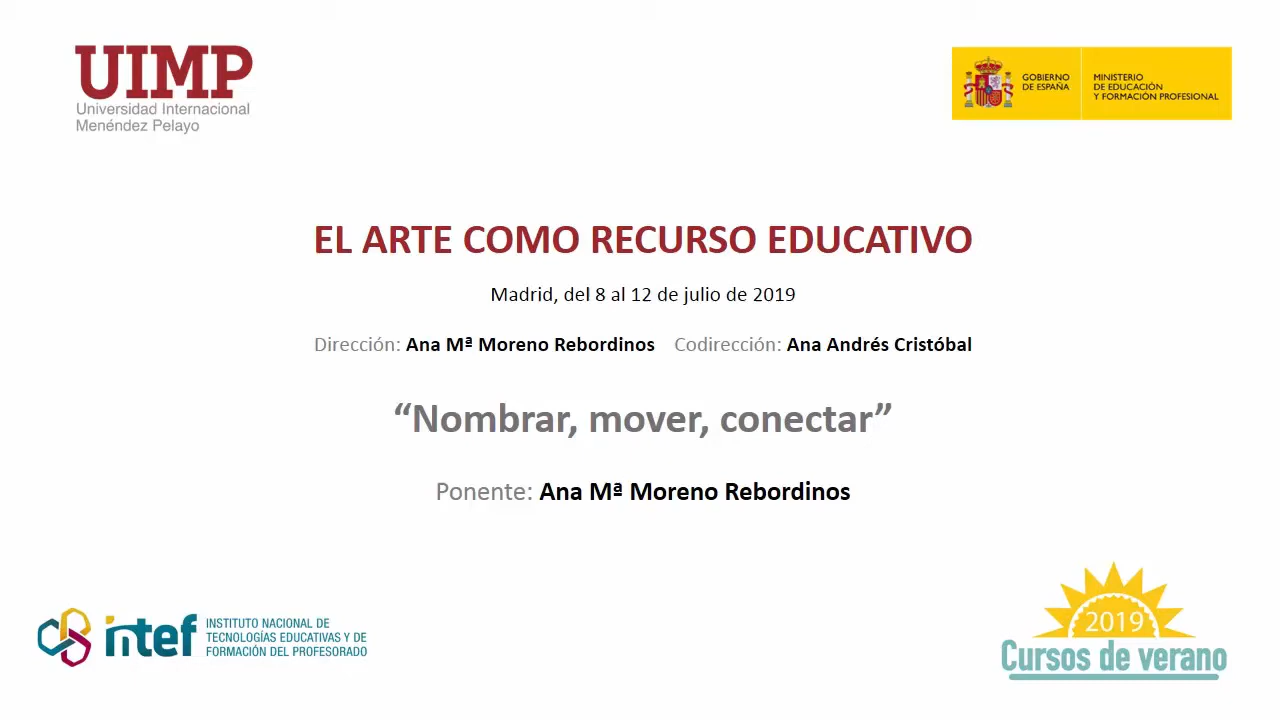 UIMP
Universidad Internacional
Menéndez Pelayo
GOBIERNO
DE ESPAÑA
MINISTERIO
DE EDUCACIÓN
Y FORMACIÓN PROFESIONAL
EL ARTE COMO RECURSO EDUCATIVO
Madrid, del 8 al 12 de julio de 2019
Dirección: Ana Mª Moreno Rebordinos Codirección: Ana Andrés Cristóbal
“Nombrar, mover, conectar”
Ponente: Ana Mª Moreno Rebordinos
intef
INSTITUTO NACIONAL DE
TECNOLOGÍAS EDUCATIVAS Y DE
FORMACIÓN DEL PROFESORADO
2019
Cursos de verano